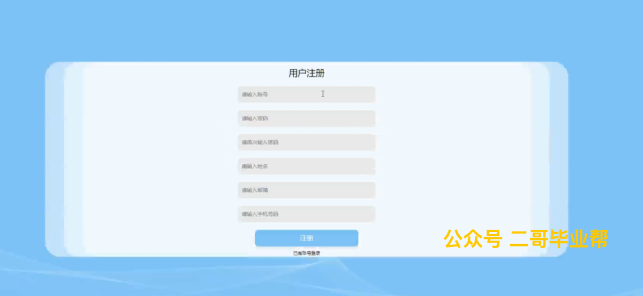 用户注册
请输入账号
请输入密码
请再次输入密码
请输入姓名
请输入邮箱
请输入手机号码
注册
已有账号登录
公众号 二哥毕业帮